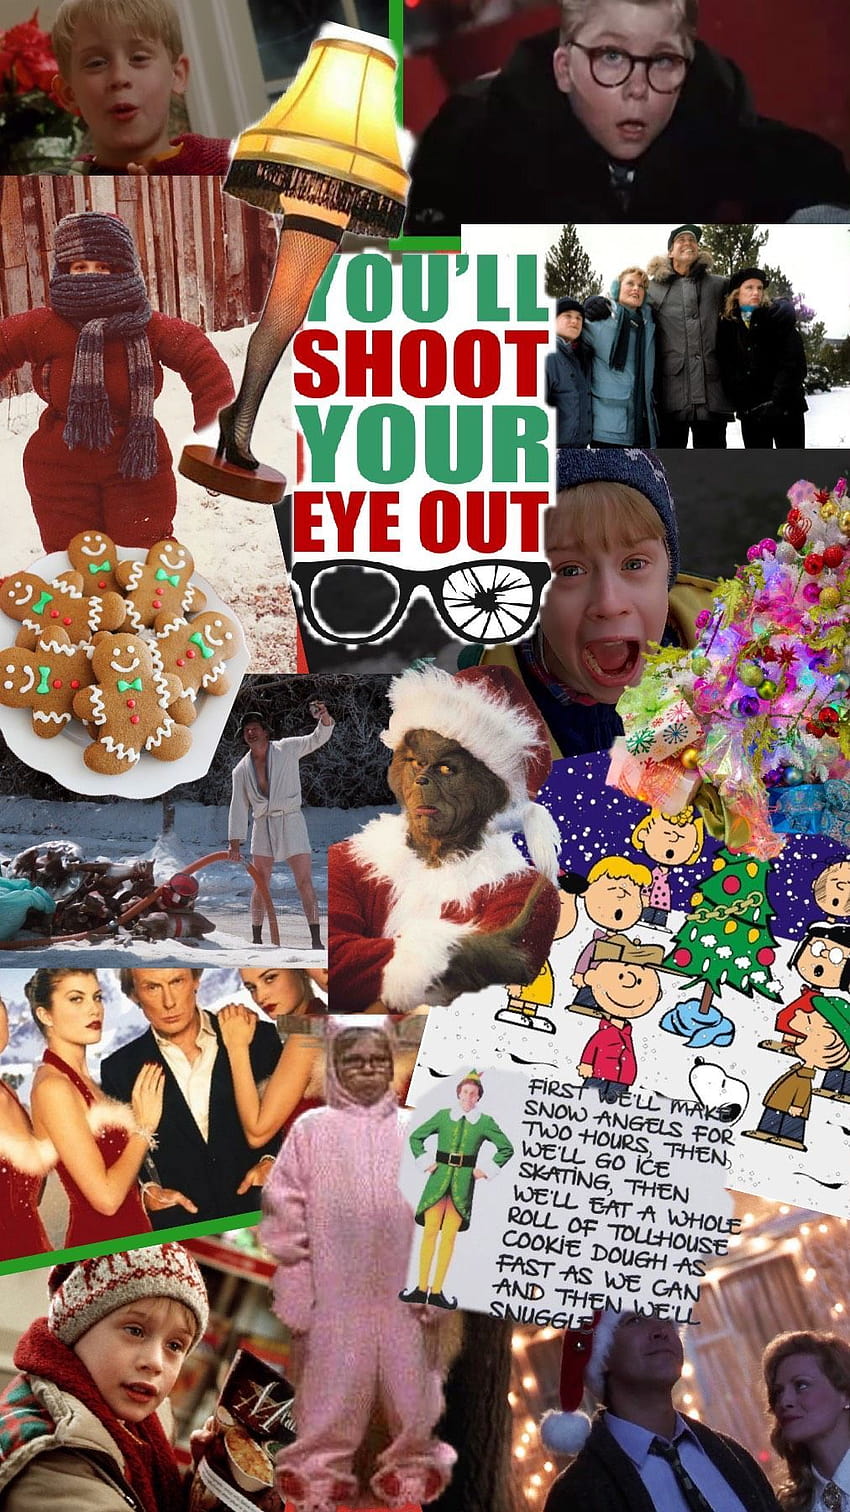 YOU'LL
SHOOT
YOUR
EYE OUT
FIRST WE'LL MAKE
SNOW ANGELS FOR
TWO HOURS, THEN,
WE'LL GO ICE
SKATING, THEN
WE'LL EAT A WHOLE
ROLL OF TOLLHOUSE
COOKIE DOUGH AS
FAST AS WE CAN
AND THEN WE'LL
SNUGGLE